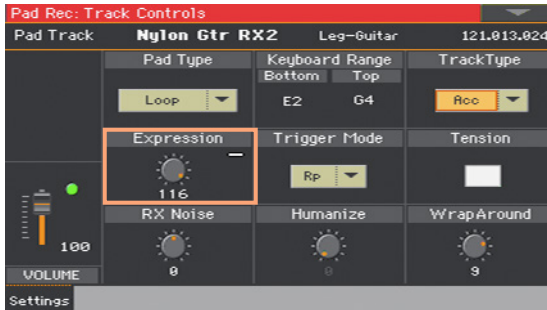 Pad Rec: Track Controls
Pad Track Nylon Gtr RX2 Leg-Guitar 121.013.024
Pad Type Keyboard Range TrackType
Bottom Top
Loop E2 G4 Acc
Expression Trigger Mode Tension
116 Rp
RX Noise Humanize WrapAround
100
VOLUME 0 0 9
Settings